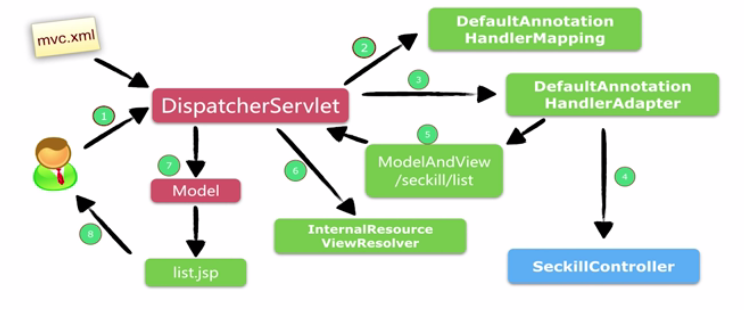 mvc.xml
2
DefaultAnnotation
HandlerMapping
1
DispatcherServlet
3
DefaultAnnotation
HandlerAdapter
5
7
6
ModelAndView
/seckill/list
4
Model
8
InternalResource
ViewResolver
list.jsp
SeckillController